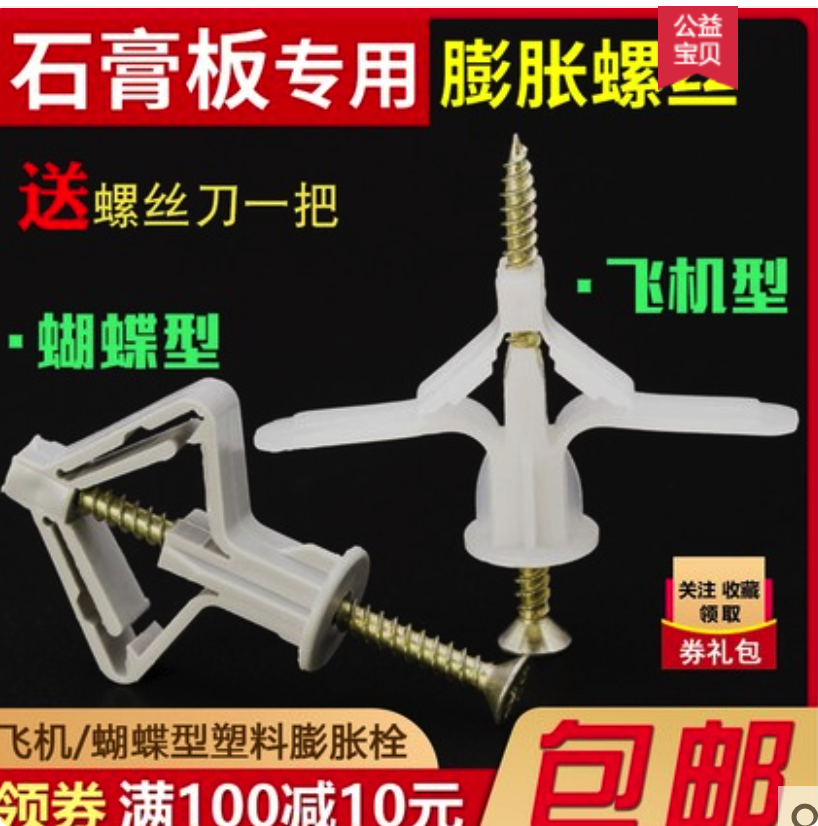 公益
宝贝
石膏板专用 膨胀螺丝
送螺丝刀一把
·飞机型
·蝴蝶型
关注 收藏
领取
券礼包
飞机/蝴蝶型塑料膨胀栓
领券 满100减10元
包邮